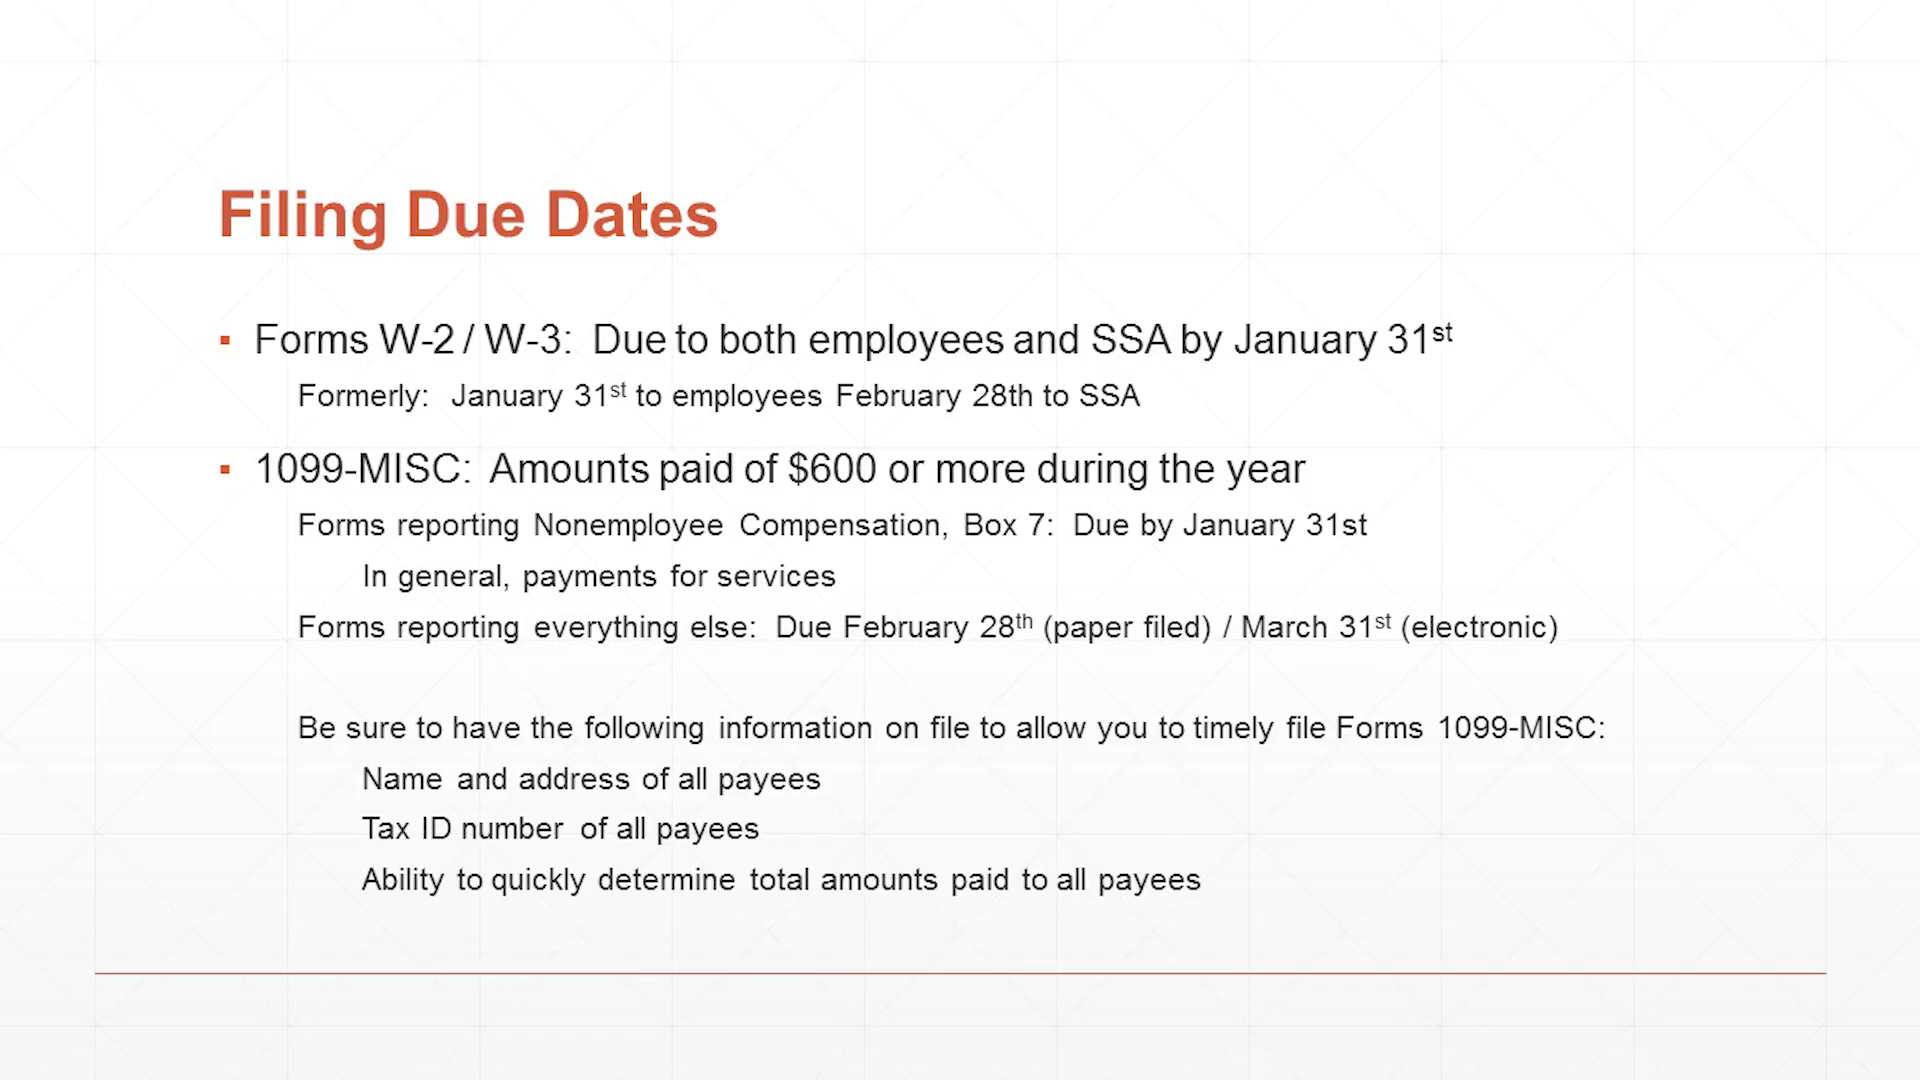 Filing Due Dates
▪ Forms W-2 / W-3: Due to both employees and SSA by January 31st
Formerly: January 31st to employees February 28th to SSA
▪ 1099-MISC: Amounts paid of $600 or more during the year
Forms reporting Nonemployee Compensation, Box 7: Due by January 31st
In general, payments for services
Forms reporting everything else: Due February 28th (paper filed) / March 31st (electronic)
Be sure to have the following information on file to allow you to timely file Forms 1099-MISC:
Name and address of all payees
Tax ID number of all payees
Ability to quickly determine total amounts paid to all payees